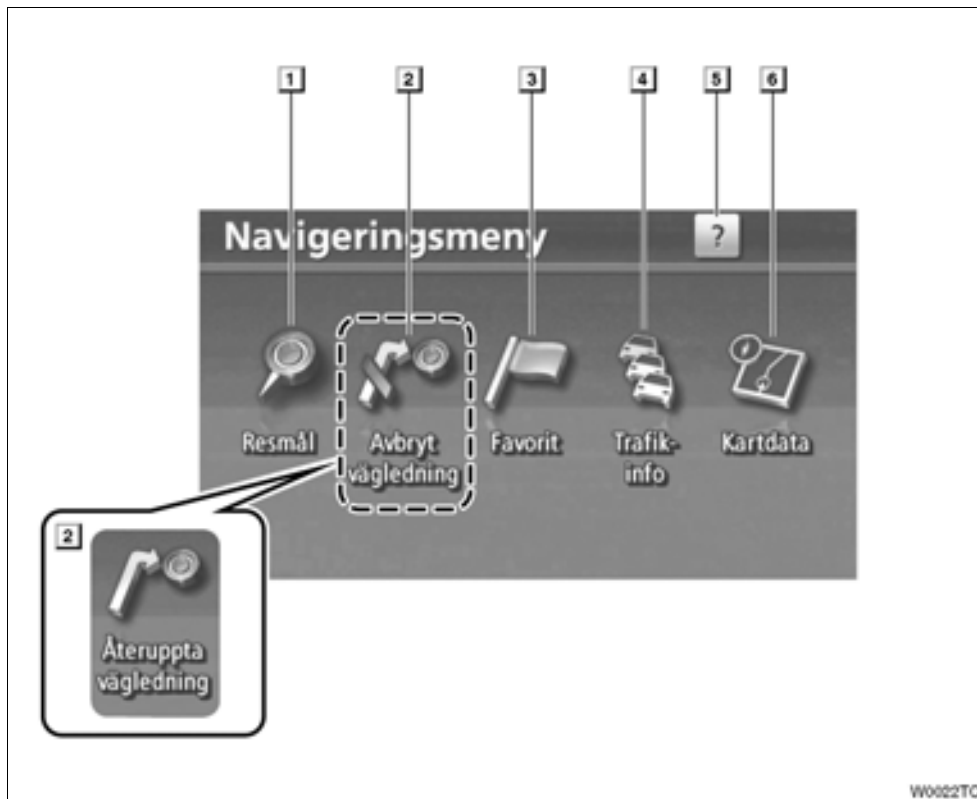 1 2 3 4 5 6
Navigeringsmeny ?
Resmål Avbryt vägledning Favorit Trafik-info Kartdata
2
Återuppta
vägledning
W0022TC